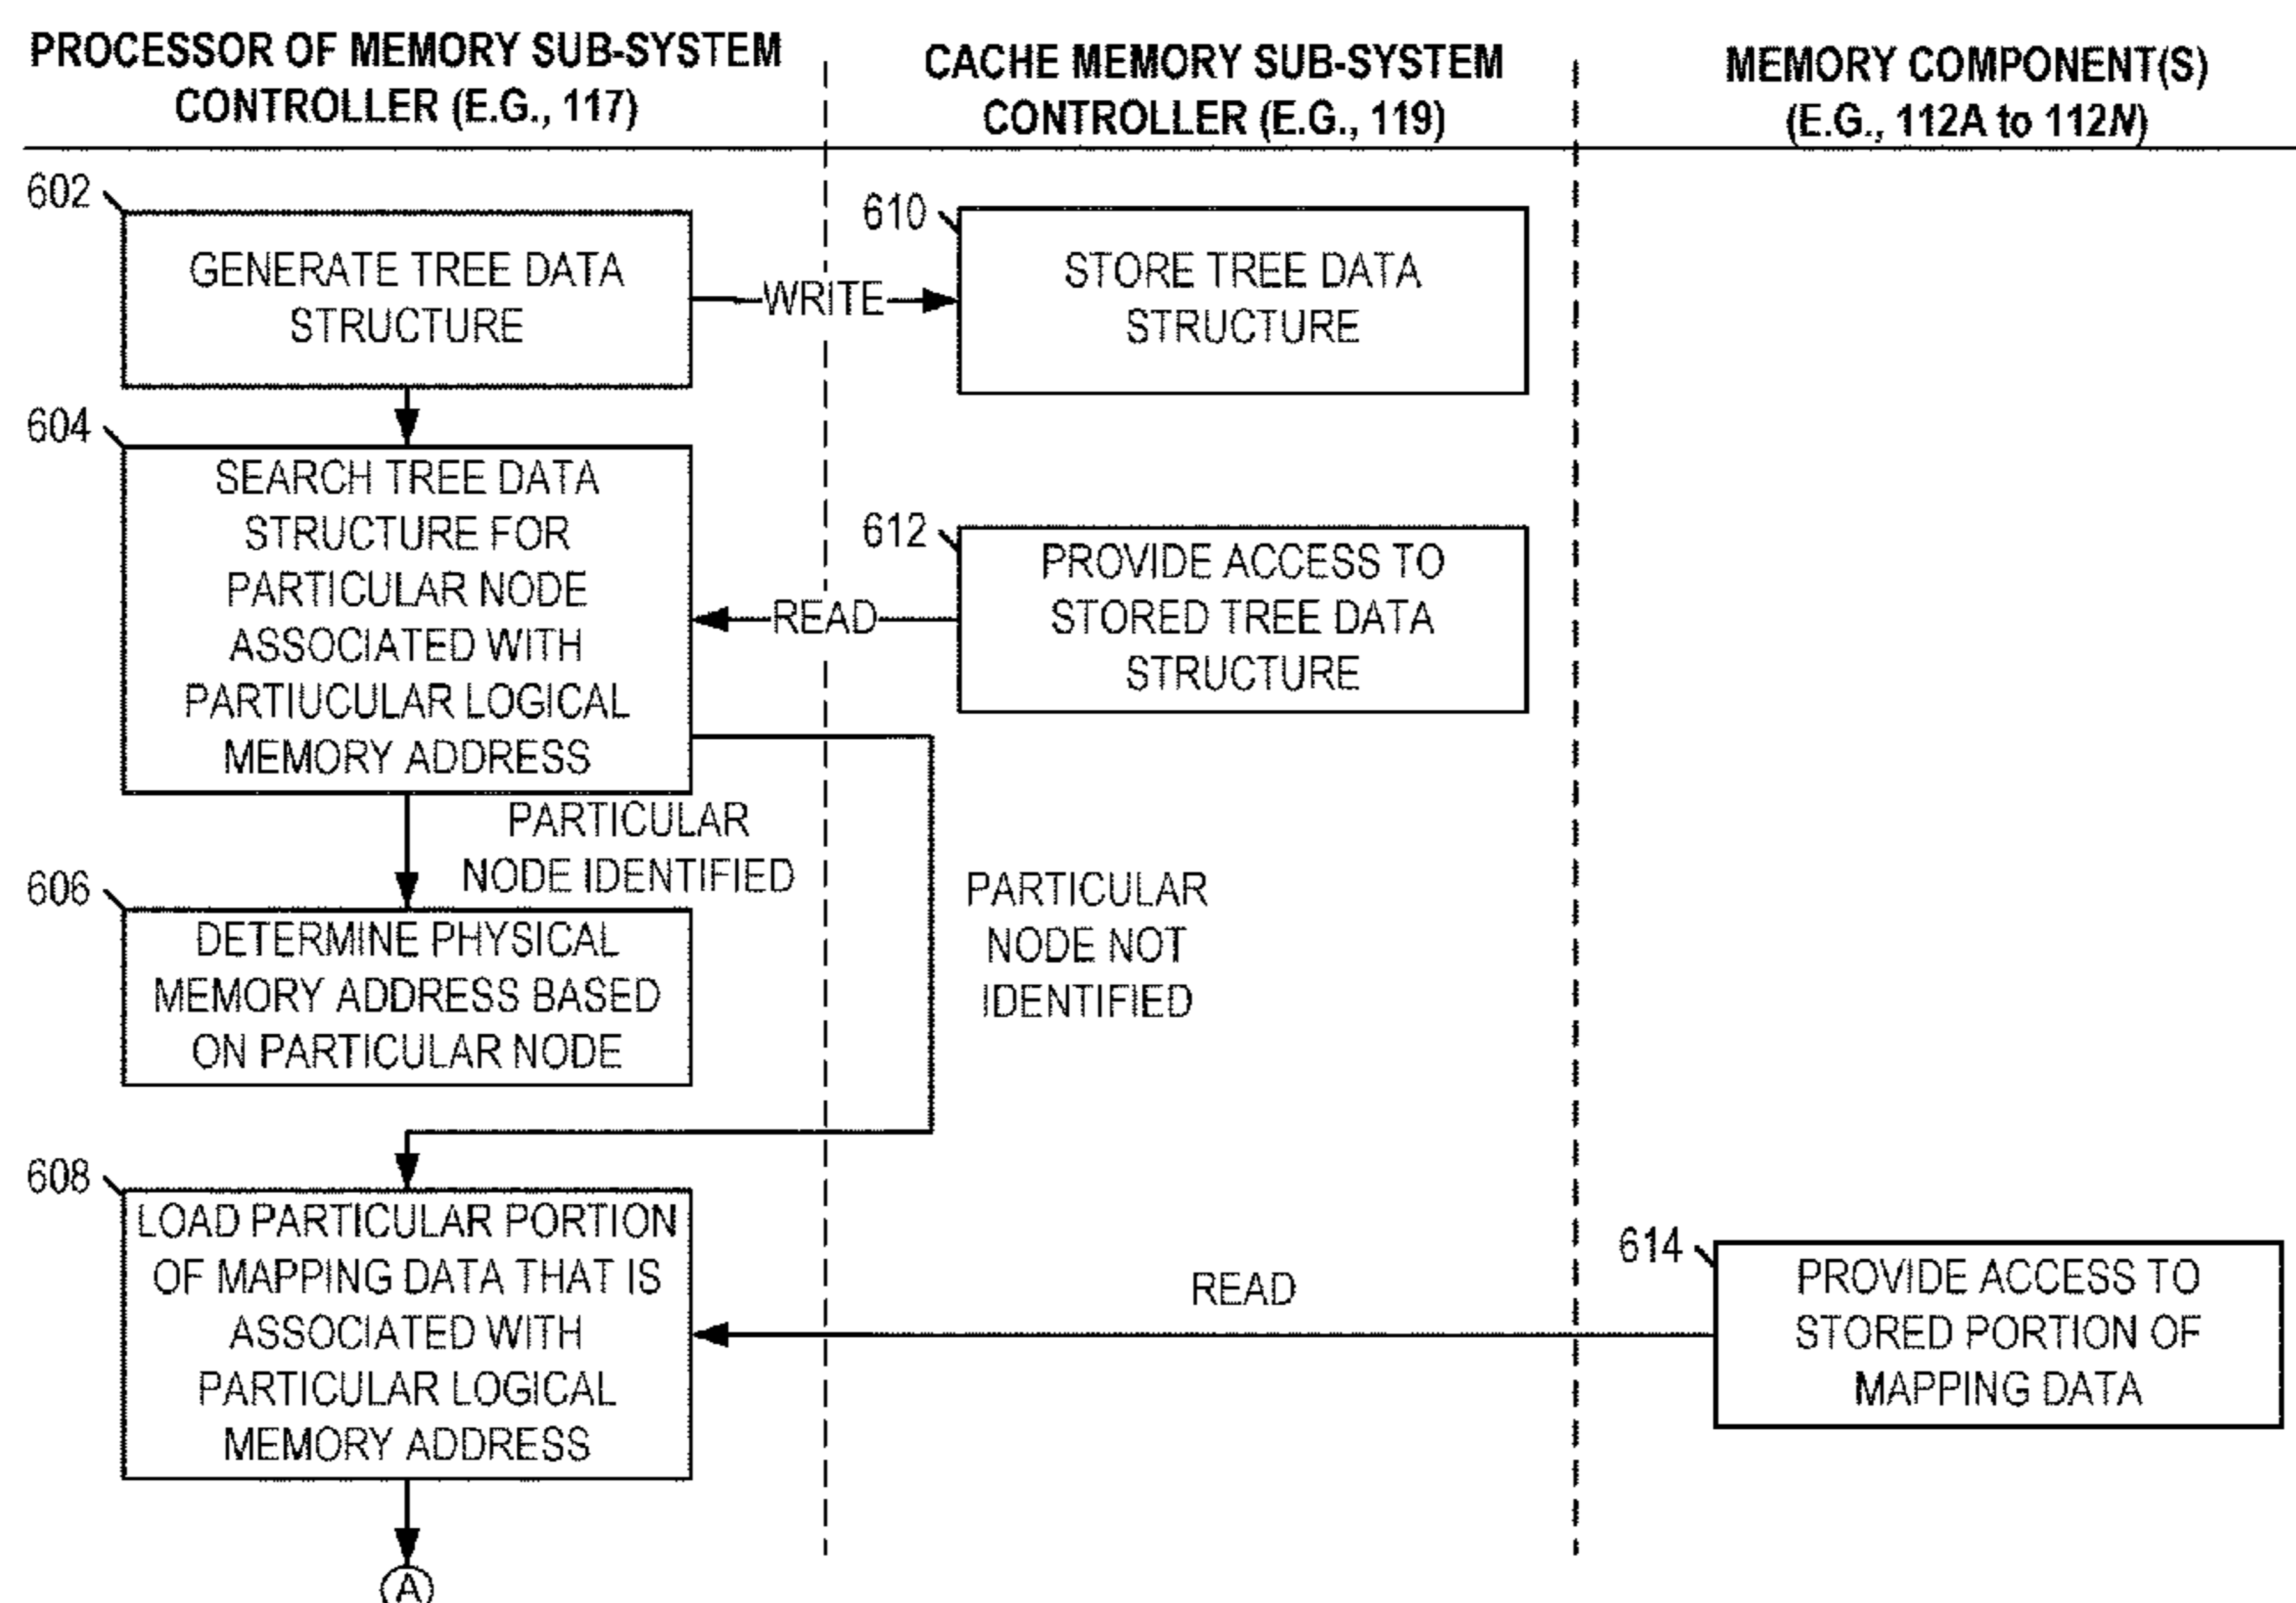 PROCESSOR OF MEMORY SUB-SYSTEM
CONTROLLER (E.G., 117)
CACHE MEMORY SUB-SYSTEM
CONTROLLER (E.G., 119)
MEMORY COMPONENT(S)
(E.G., 112A to 112N)
602
GENERATE TREE DATA
STRUCTURE
WRITE
610
STORE TREE DATA
STRUCTURE
604
SEARCH TREE DATA
STRUCTURE FOR
PARTICULAR NODE
ASSOCIATED WITH
PARTIUCULAR LOGICAL
MEMORY ADDRESS
READ
612
PROVIDE ACCESS TO
STORED TREE DATA
STRUCTURE
PARTICULAR
NODE IDENTIFIED
PARTICULAR
NODE NOT
IDENTIFIED
606
DETERMINE PHYSICAL
MEMORY ADDRESS BASED
ON PARTICULAR NODE
608
LOAD PARTICULAR PORTION
OF MAPPING DATA THAT IS
ASSOCIATED WITH
PARTICULAR LOGICAL
MEMORY ADDRESS
READ
614
PROVIDE ACCESS TO
STORED PORTION OF
MAPPING DATA
A